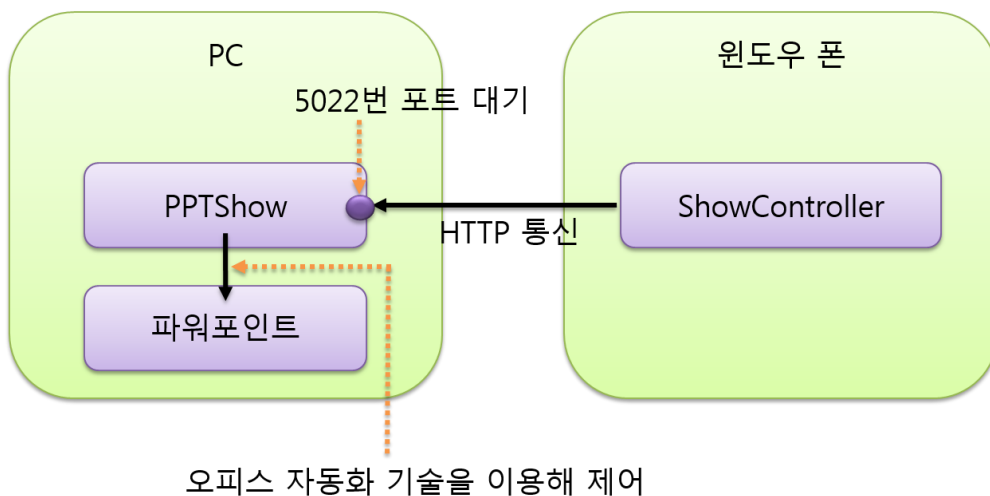 PC
윈도우 폰
5022번 포트 대기
PPTShow
ShowController
HTTP 통신
파워포인트
오피스 자동화 기술을 이용해 제어